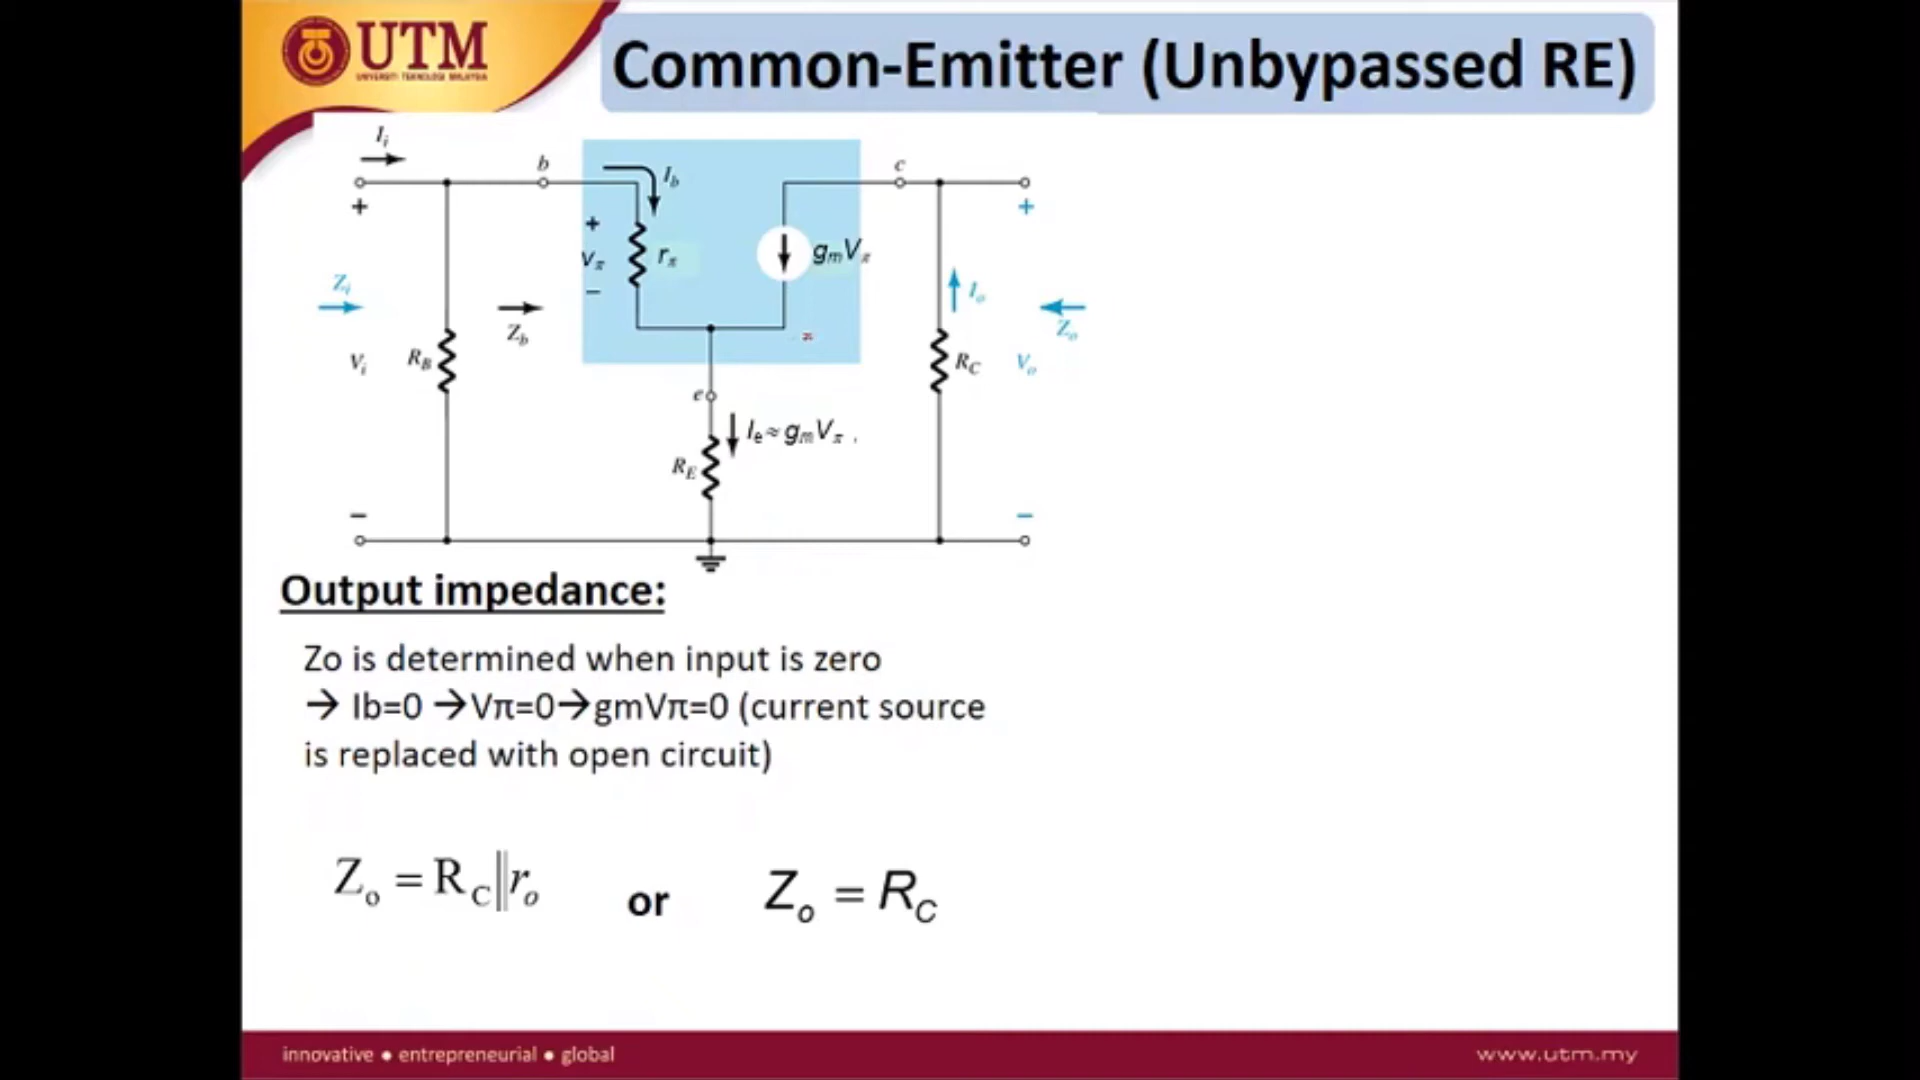 UTM
UNIVERSITI TEKNOLOGI MALAYSIA
Common-Emitter (Unbypassed RE)
Ii
b
Ib
c
+
+
+
Vπ
rπ
gmVπ
−
Zi
Zb
Io
Zo
Vi
RB
RC
Vo
e
Ie≈gmVπ
RE
−
−
Output impedance:
Zo is determined when input is zero
→ Ib=0 →Vπ=0→gmVπ=0 (current source
is replaced with open circuit)
Zo = RC||ro or Zo = RC
innovative ● entrepreneurial ● global
www.utm.my